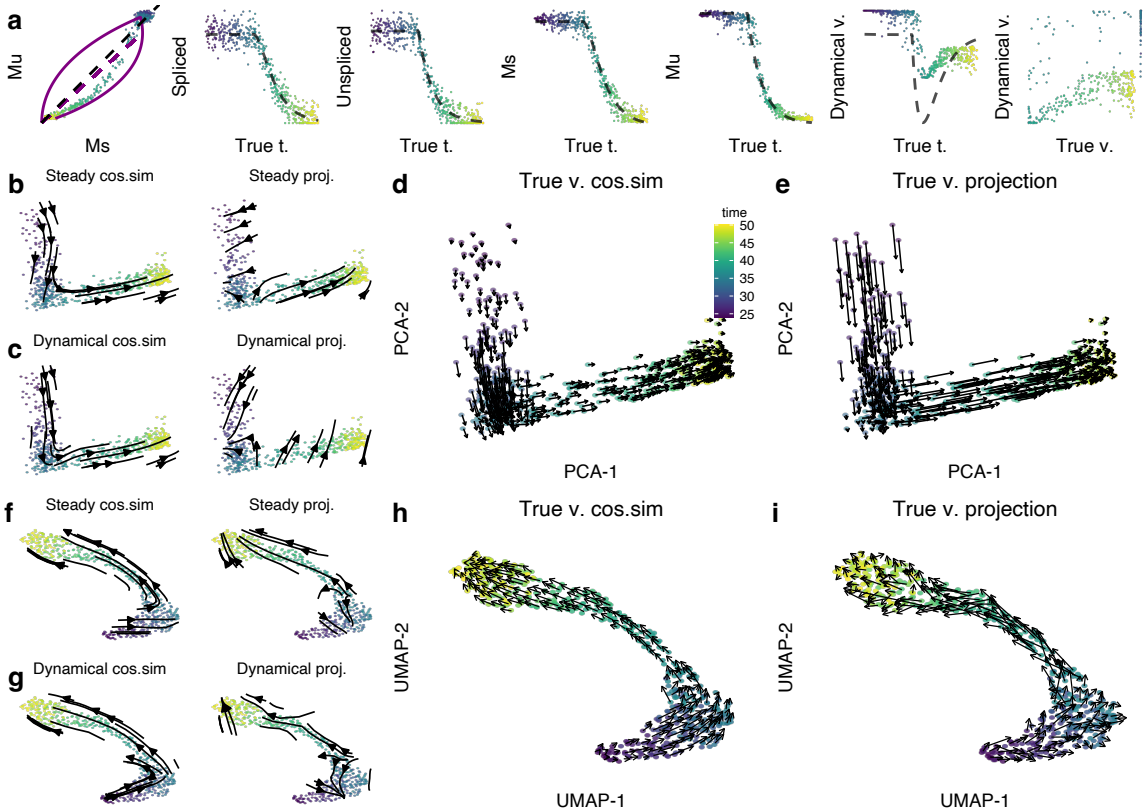 a
Mu
Ms
Spliced
True t.
Unspliced
True t.
Ms
True t.
Mu
True t.
Dynamical v.
True t.
Dynamical v.
True v.
b
Steady cos.sim
Steady proj.
c
Dynamical cos.sim
Dynamical proj.
d
True v. cos.sim
time
50
45
40
35
30
25
PCA-2
PCA-1
e
True v. projection
PCA-2
PCA-1
f
Steady cos.sim
Steady proj.
g
Dynamical cos.sim
Dynamical proj.
h
True v. cos.sim
UMAP-2
UMAP-1
i
True v. projection
UMAP-2
UMAP-1